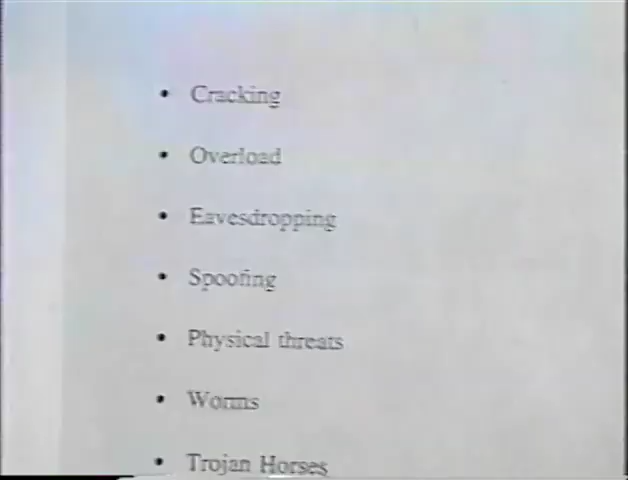 • Cracking
• Overload
• Eavesdropping
• Spoofing
• Physical threats
• Worms
• Trojan Horses